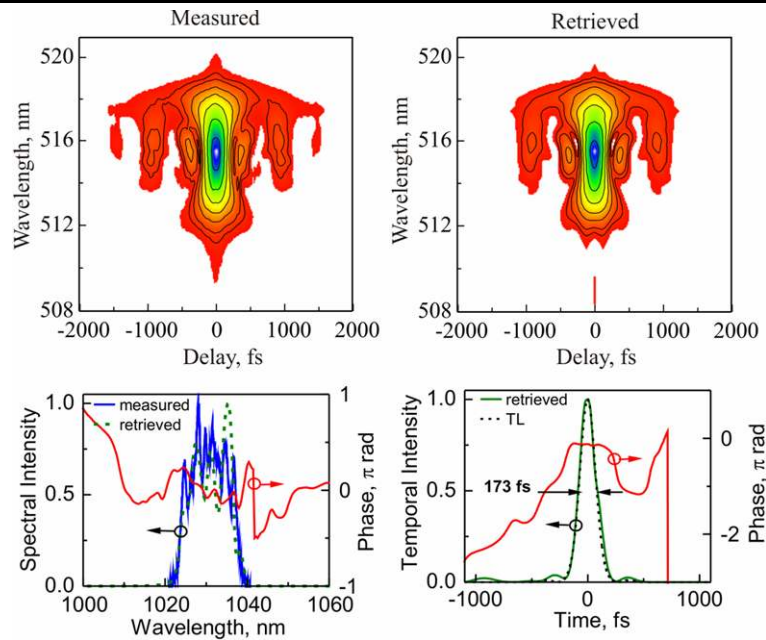 Measured
Retrieved
Wavelength, nm
520
516
512
508
-2000 -1000 0 1000 2000
Delay, fs
Wavelength, nm
520
516
512
508
-2000 -1000 0 1000 2000
Delay, fs
Spectral Intensity
1.0
0.5
0.0
measured
retrieved
1
0
-1
Phase, π rad
1000 1020 1040 1060
Wavelength, nm
Temporal Intensity
1.0
0.5
0.0
retrieved
TL
173 fs
0
-2
Phase, π rad
-1000 0 1000
Time, fs